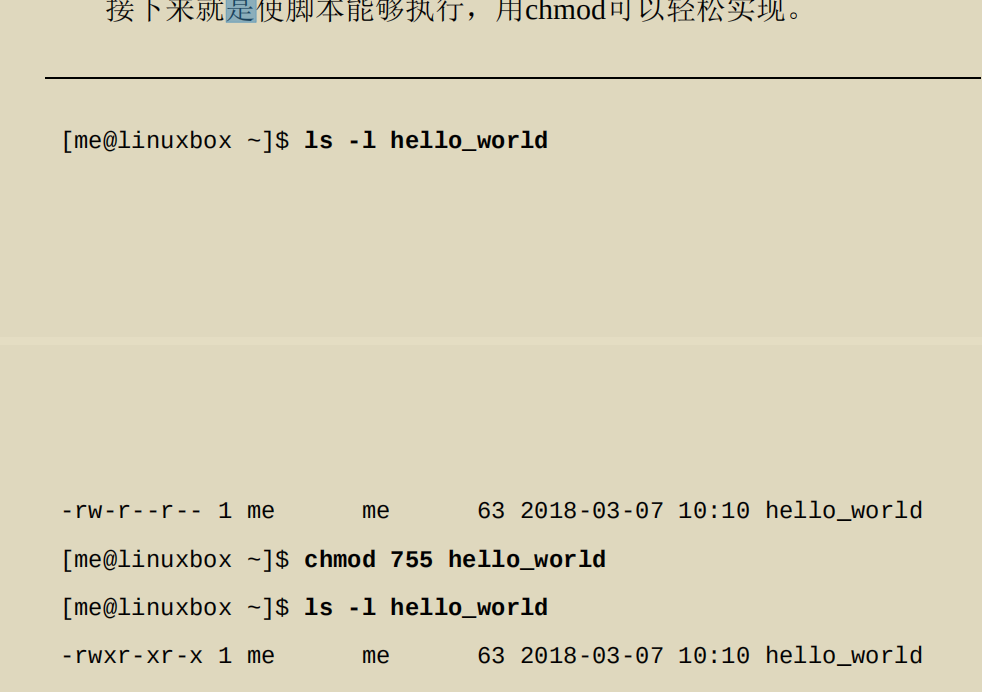 接下来就是使脚本能够执行，用chmod可以轻松实现。
[me@linuxbox ~]$ ls -l hello_world
-rw-r--r-- 1 me      me      63 2018-03-07 10:10 hello_world
[me@linuxbox ~]$ chmod 755 hello_world
[me@linuxbox ~]$ ls -l hello_world
-rwxr-xr-x 1 me      me      63 2018-03-07 10:10 hello_world